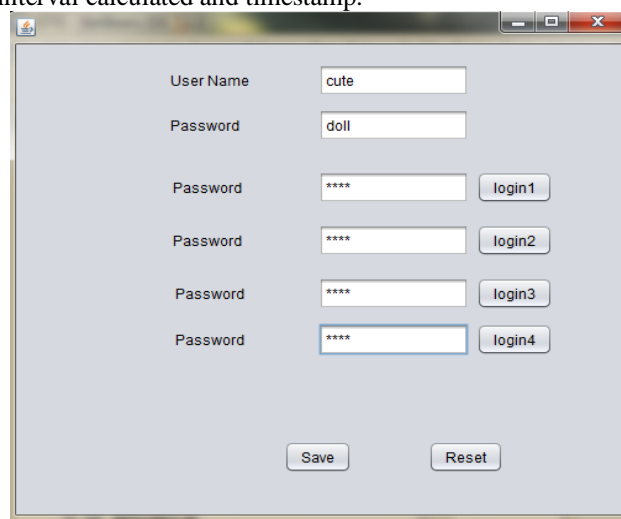 interval calculated and timestamp.
User Name cute
Password doll
Password **** login1
Password **** login2
Password **** login3
Password **** login4
Save Reset